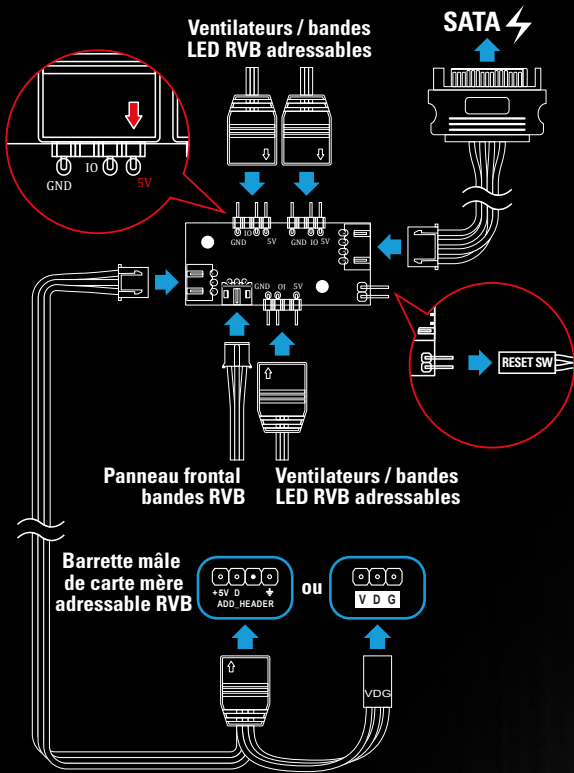 Ventilateurs / bandes
LED RVB adressables
SATA
GND
IO
5V
GND
IO
5V
GND
IO
5V
GND
OI
5V
RESET SW
Panneau frontal
bandes RVB
Ventilateurs / bandes
LED RVB adressables
Barrette mâle
de carte mère
adressable RVB
+5V D
ADD_HEADER
ou
V D G
VDG